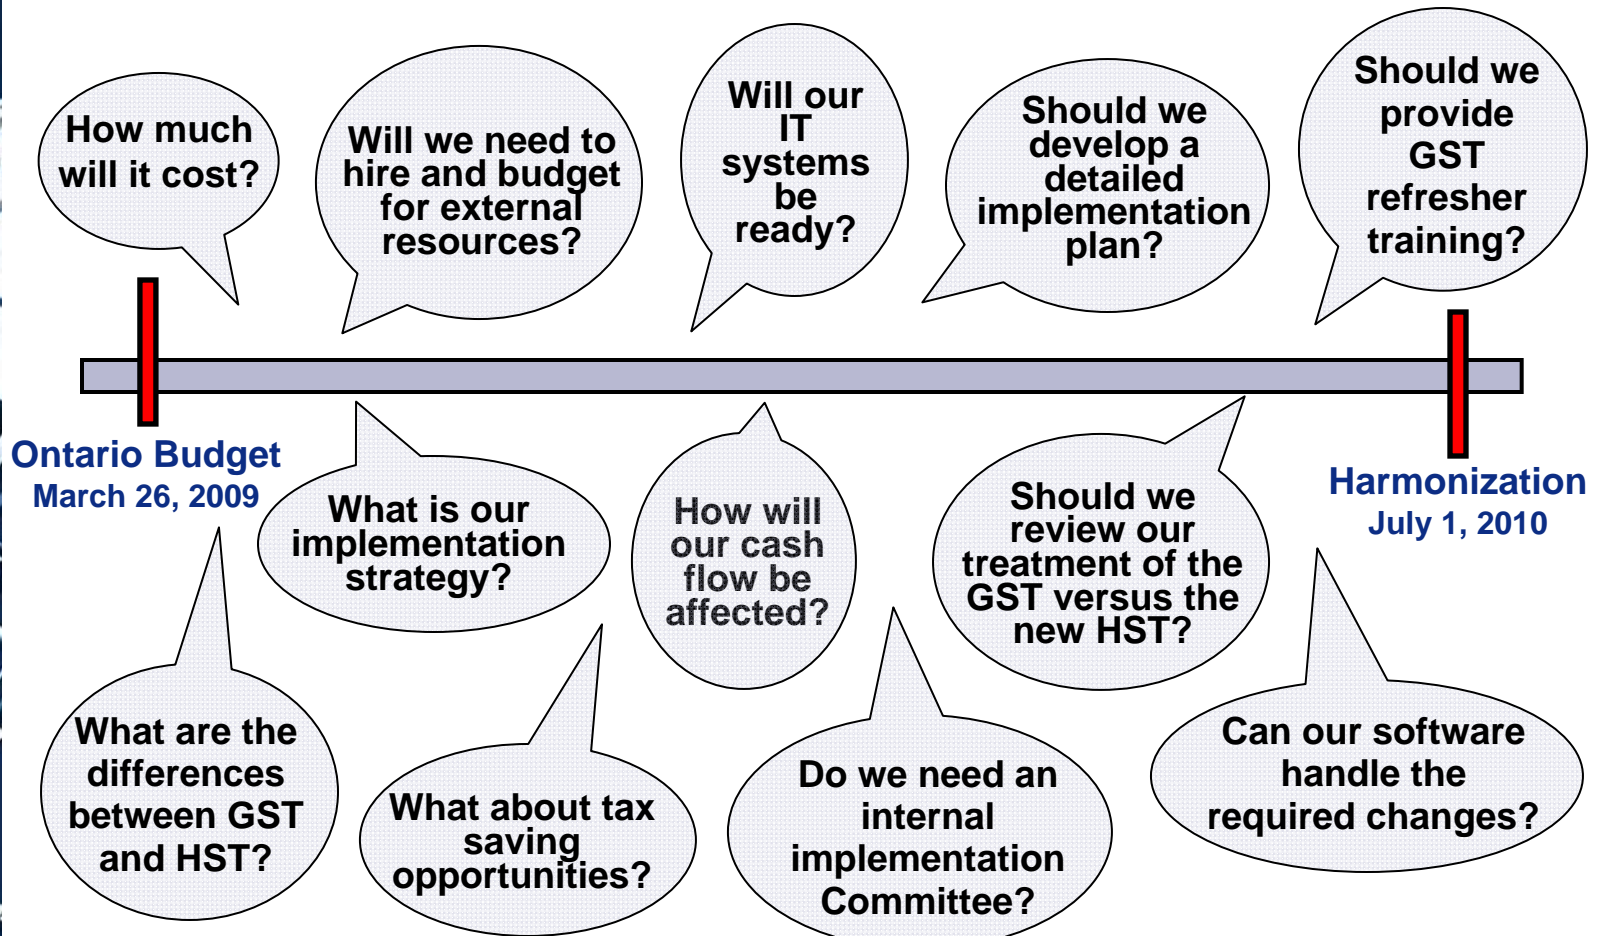 How much
will it cost?
Will we need to
hire and budget
for external
resources?
Will our
IT
systems
be
ready?
Should we
develop a
detailed
implementation
plan?
Should we
provide
GST
refresher
training?
Ontario Budget
March 26, 2009
Harmonization
July 1, 2010
What is our
implementation
strategy?
How will
our cash
flow be
affected?
Should we
review our
treatment of the
GST versus the
new HST?
What are the
differences
between GST
and HST?
What about tax
saving
opportunities?
Do we need an
internal
implementation
Committee?
Can our software
handle the
required changes?